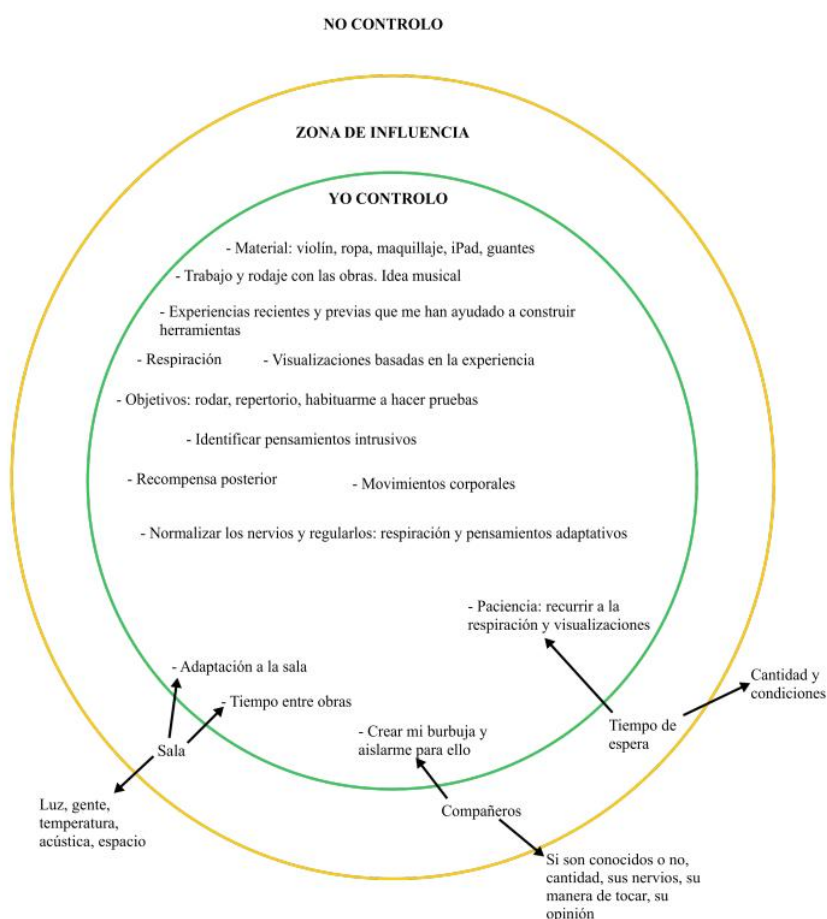 NO CONTROLO
ZONA DE INFLUENCIA
YO CONTROLO
- Material: violín, ropa, maquillaje, iPad, guantes
- Trabajo y rodaje con las obras. Idea musical
- Experiencias recientes y previas que me han ayudado a construir
herramientas
- Respiración
- Visualizaciones basadas en la experiencia
- Objetivos: rodar, repertorio, habituarme a hacer pruebas
- Identificar pensamientos intrusivos
- Recompensa posterior
- Movimientos corporales
- Normalizar los nervios y regularlos: respiración y pensamientos adaptativos
- Paciencia: recurrir a la
respiración y visualizaciones
- Adaptación a la sala
- Tiempo entre obras
Cantidad y
condiciones
- Crear mi burbuja y
aislarme para ello
Tiempo de
espera
Sala
Luz, gente,
temperatura,
acústica, espacio
Compañeros
Si son conocidos o no,
cantidad, sus nervios, su
manera de tocar, su
opinión